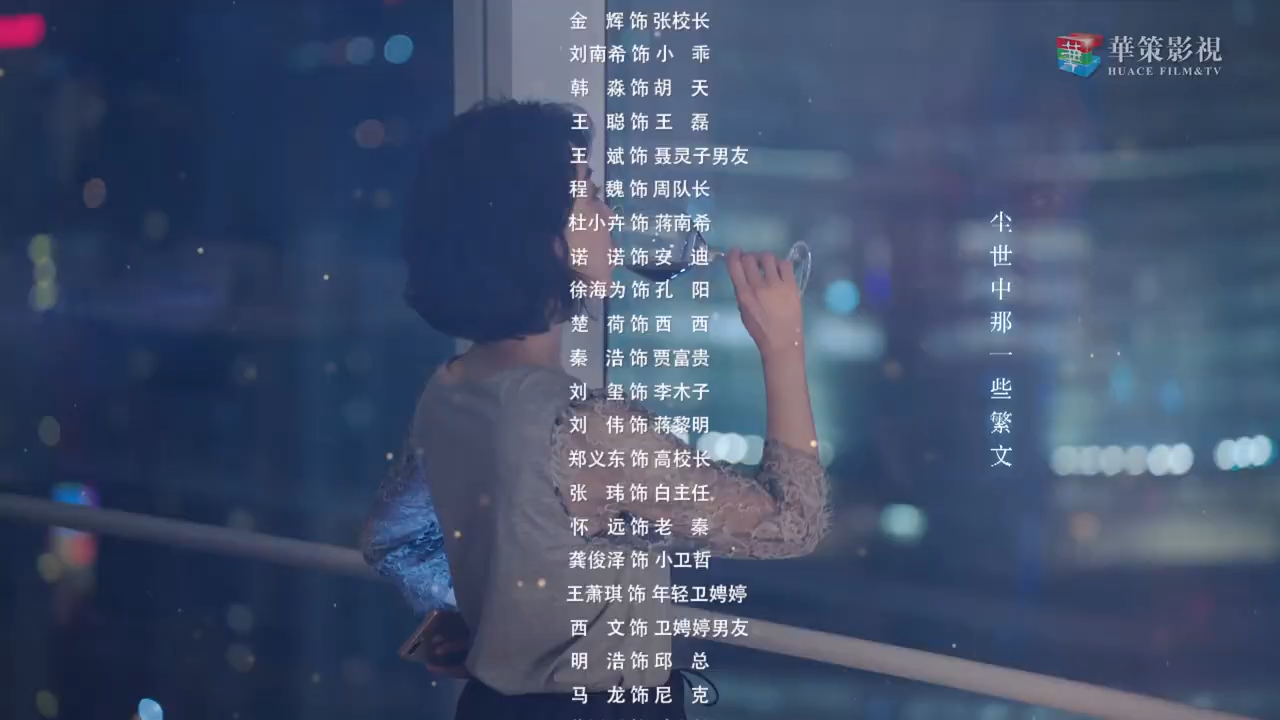 金 辉 饰 张校长
刘南希 饰 小 乖
韩 淼 饰 胡 天
王 聪 饰 王 磊
王 斌 饰 聂灵子男友
程 魏 饰 周队长
杜小卉 饰 蒋南希
诺 诺 饰 安 迪
徐海为 饰 孔 阳
楚 荷 饰 西 西
秦 浩 饰 贾富贵
刘 玺 饰 李木子
刘 伟 饰 蒋黎明
郑义东 饰 高校长
张 玮 饰 白主任
怀 远 饰 老 秦
龚俊泽 饰 小卫哲
王萧琪 饰 年轻卫娉婷
西 文 饰 卫娉婷男友
明 浩 饰 邱 总
马 龙 饰 尼 克
華
華策影視
HUACE FILM&TV
尘世中那一些繁文